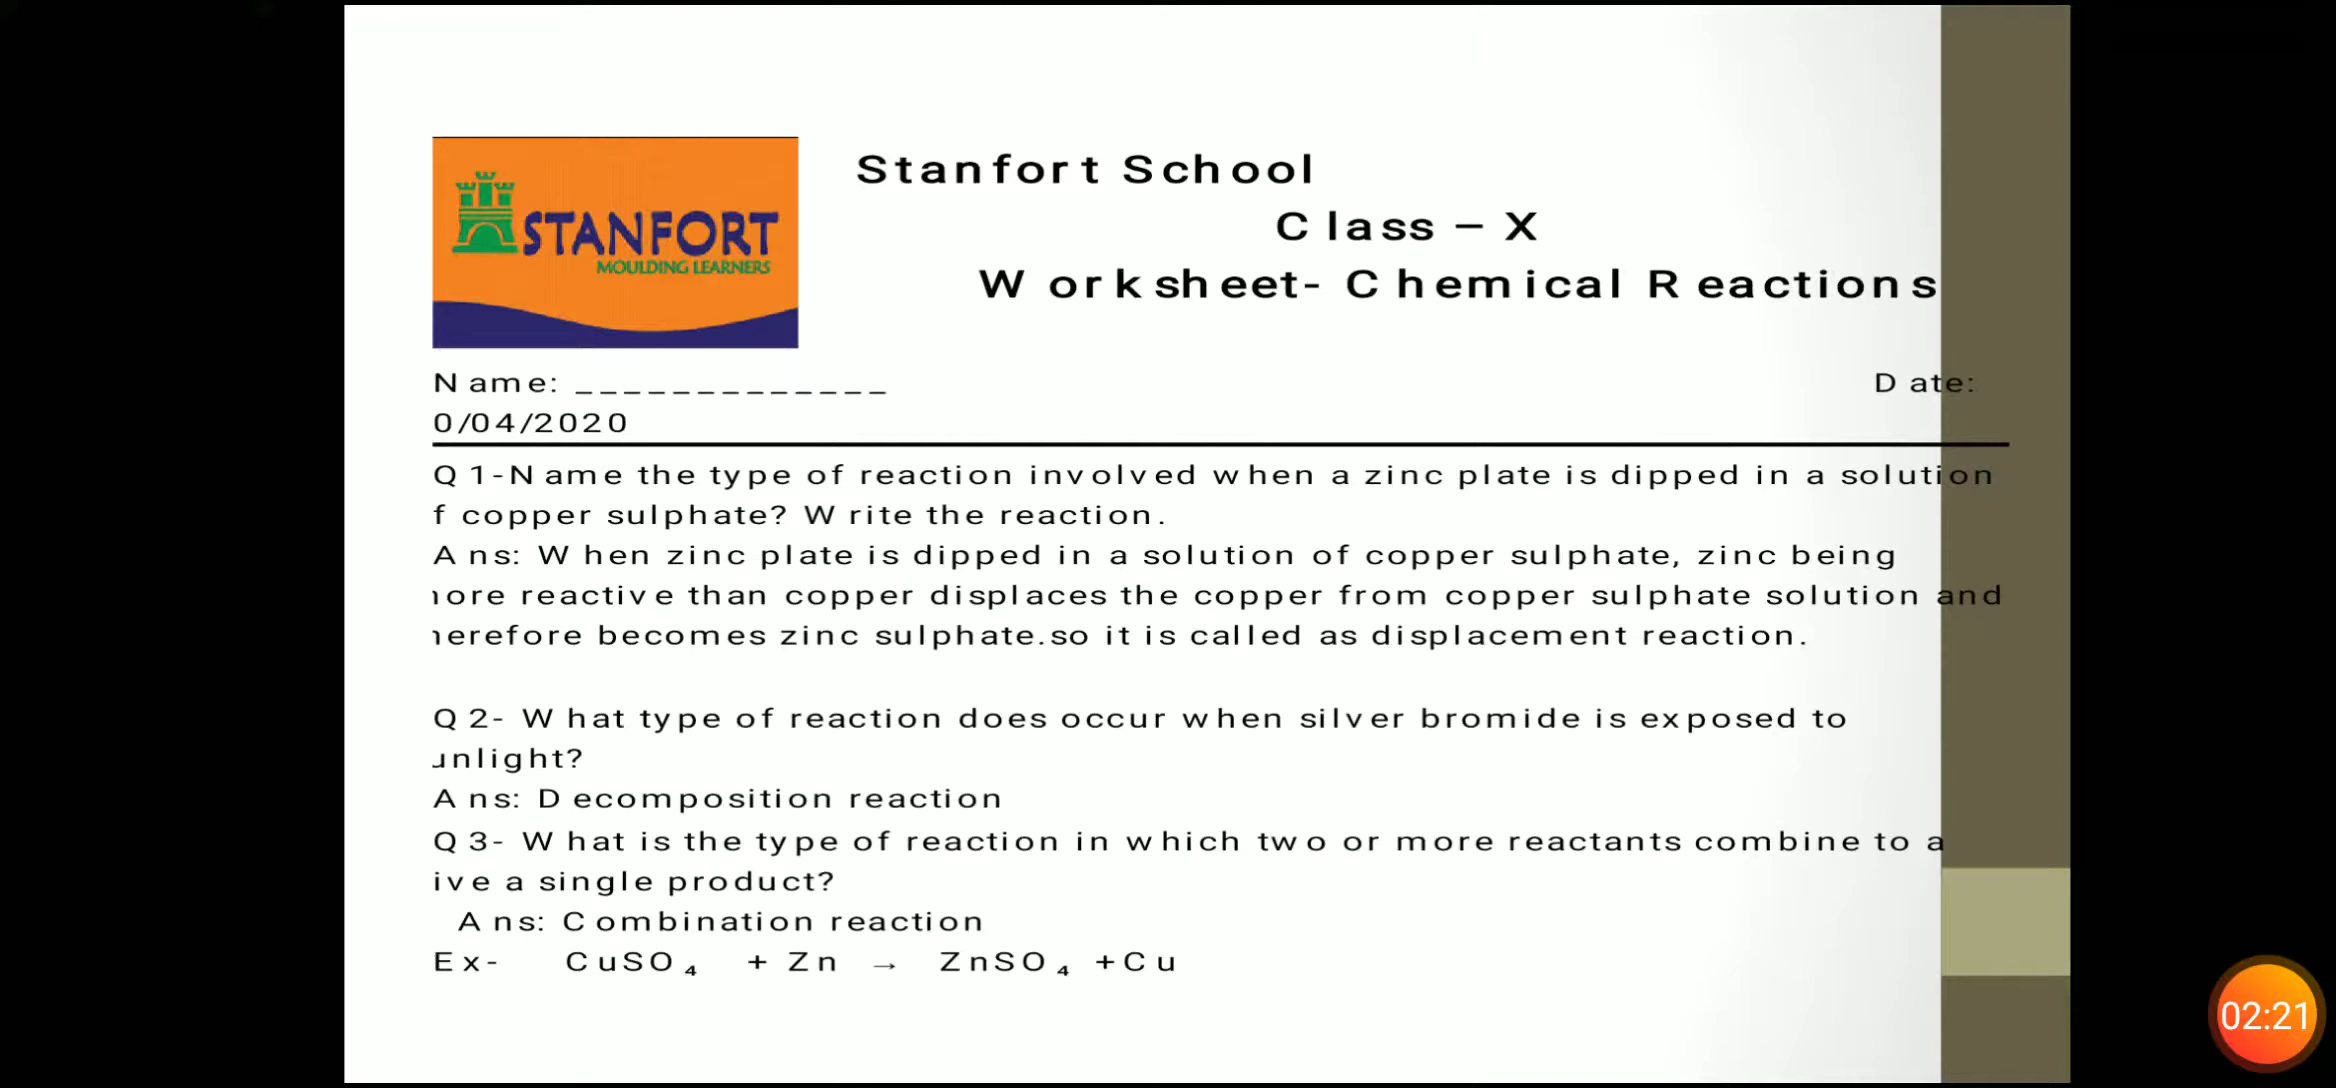 STANFORT
MOULDING LEARNERS
Stanfort School
Class – X
Worksheet- Chemical Reactions
Name: _____________ Date:
0/04/2020
Q1-Name the type of reaction involved when a zinc plate is dipped in a solution
f copper sulphate? Write the reaction.
Ans: When zinc plate is dipped in a solution of copper sulphate, zinc being
ore reactive than copper displaces the copper from copper sulphate solution and
erefore becomes zinc sulphate.so it is called as displacement reaction.
Q2- What type of reaction does occur when silver bromide is exposed to
unlight?
Ans: Decomposition reaction
Q3- What is the type of reaction in which two or more reactants combine to a
ive a single product?
Ans: Combination reaction
Ex- CuSO₄ + Zn → ZnSO₄ +Cu
02:21